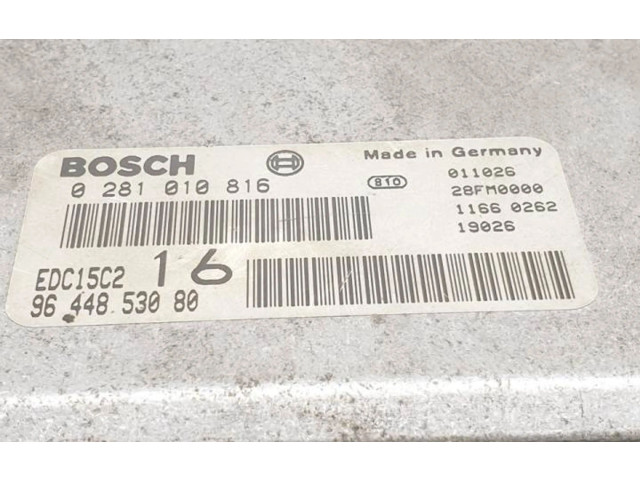 BOSCH
0 281 010 816
EDC15C2 16
96 448 530 80
Made in Germany
810
011026
28FM0000
1166 0262
19026